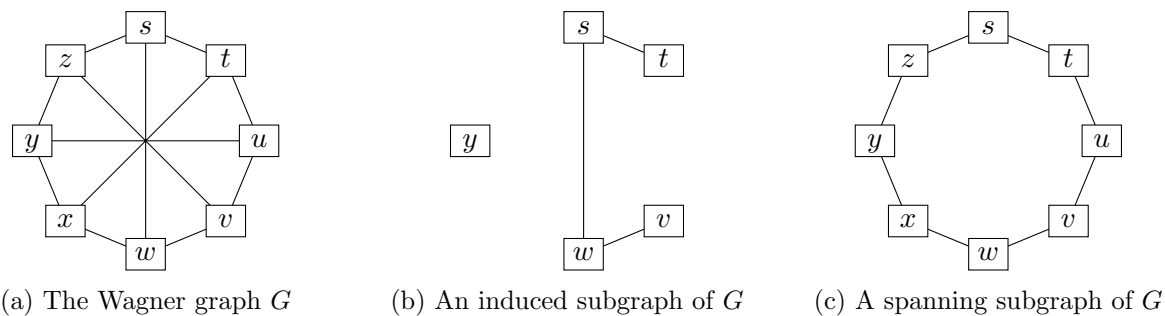 s
z
t
y
u
x
v
w
s
t
y
v
w
s
z
t
y
u
x
v
w
(a) The Wagner graph G
(b) An induced subgraph of G
(c) A spanning subgraph of G